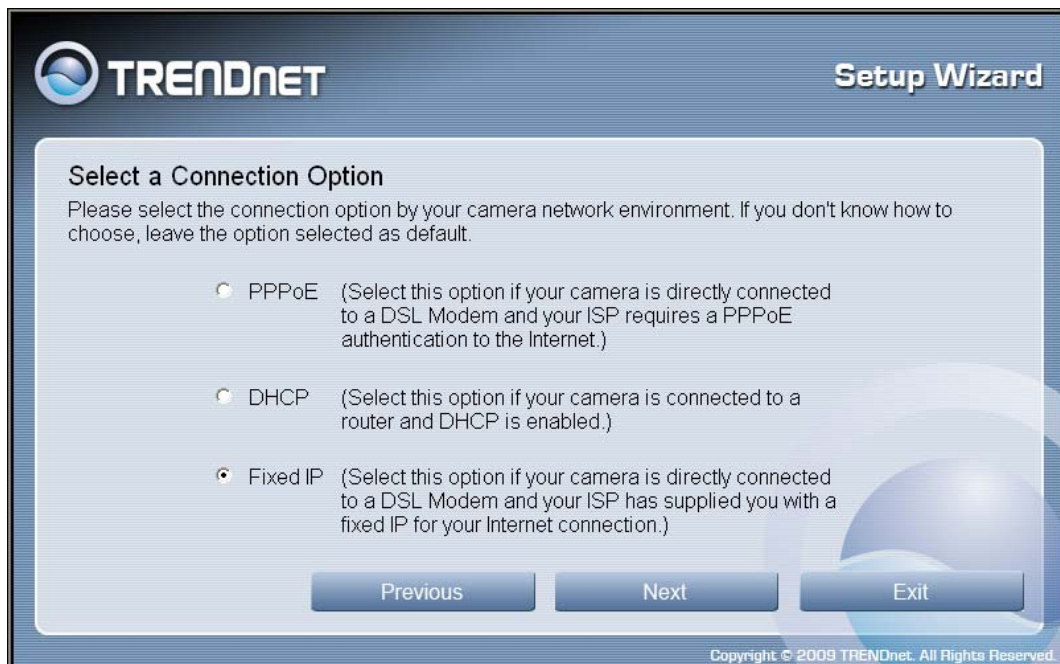 TRENDNET
Setup Wizard
Select a Connection Option
Please select the connection option by your camera network environment. If you don't know how to
choose, leave the option selected as default.
PPPoE (Select this option if your camera is directly connected
to a DSL Modem and your ISP requires a PPPoE
authentication to the Internet.)
DHCP (Select this option if your camera is connected to a
router and DHCP is enabled.)
Fixed IP (Select this option if your camera is directly connected
to a DSL Modem and your ISP has supplied you with a
fixed IP for your Internet connection.)
Previous Next Exit
Copyright © 2009 TRENDnet. All Rights Reserved.